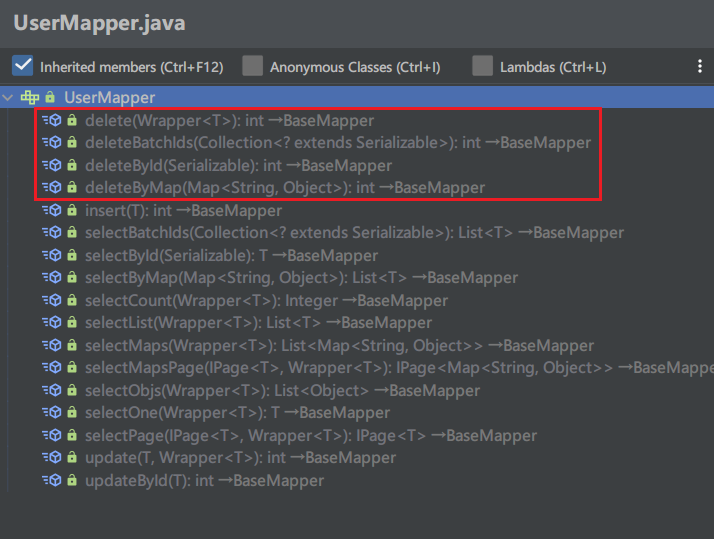 UserMapper.java
Inherited members (Ctrl+F12) Anonymous Classes (Ctrl+I) Lambdas (Ctrl+L)
UserMapper
delete(Wrapper<T>): int →BaseMapper
deleteBatchIds(Collection<? extends Serializable>): int →BaseMapper
deleteById(Serializable): int →BaseMapper
deleteByMap(Map<String, Object>): int →BaseMapper
insert(T): int →BaseMapper
selectBatchIds(Collection<? extends Serializable>): List<T> →BaseMapper
selectById(Serializable): T →BaseMapper
selectByMap(Map<String, Object>): List<T> →BaseMapper
selectCount(Wrapper<T>): Integer →BaseMapper
selectList(Wrapper<T>): List<T> →BaseMapper
selectMaps(Wrapper<T>): List<Map<String, Object>> →BaseMapper
selectMapsPage(IPage<T>, Wrapper<T>): IPage<Map<String, Object>> →BaseMappe
selectObjs(Wrapper<T>): List<Object> →BaseMapper
selectOne(Wrapper<T>): T →BaseMapper
selectPage(IPage<T>, Wrapper<T>): IPage<T> →BaseMapper
update(T, Wrapper<T>): int →BaseMapper
updateById(T): int →BaseMapper